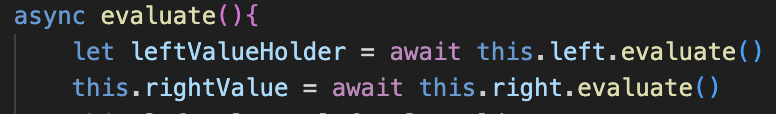 async evaluate(){
let leftValueHolder = await this.left.evaluate()
this.rightValue = await this.right.evaluate()